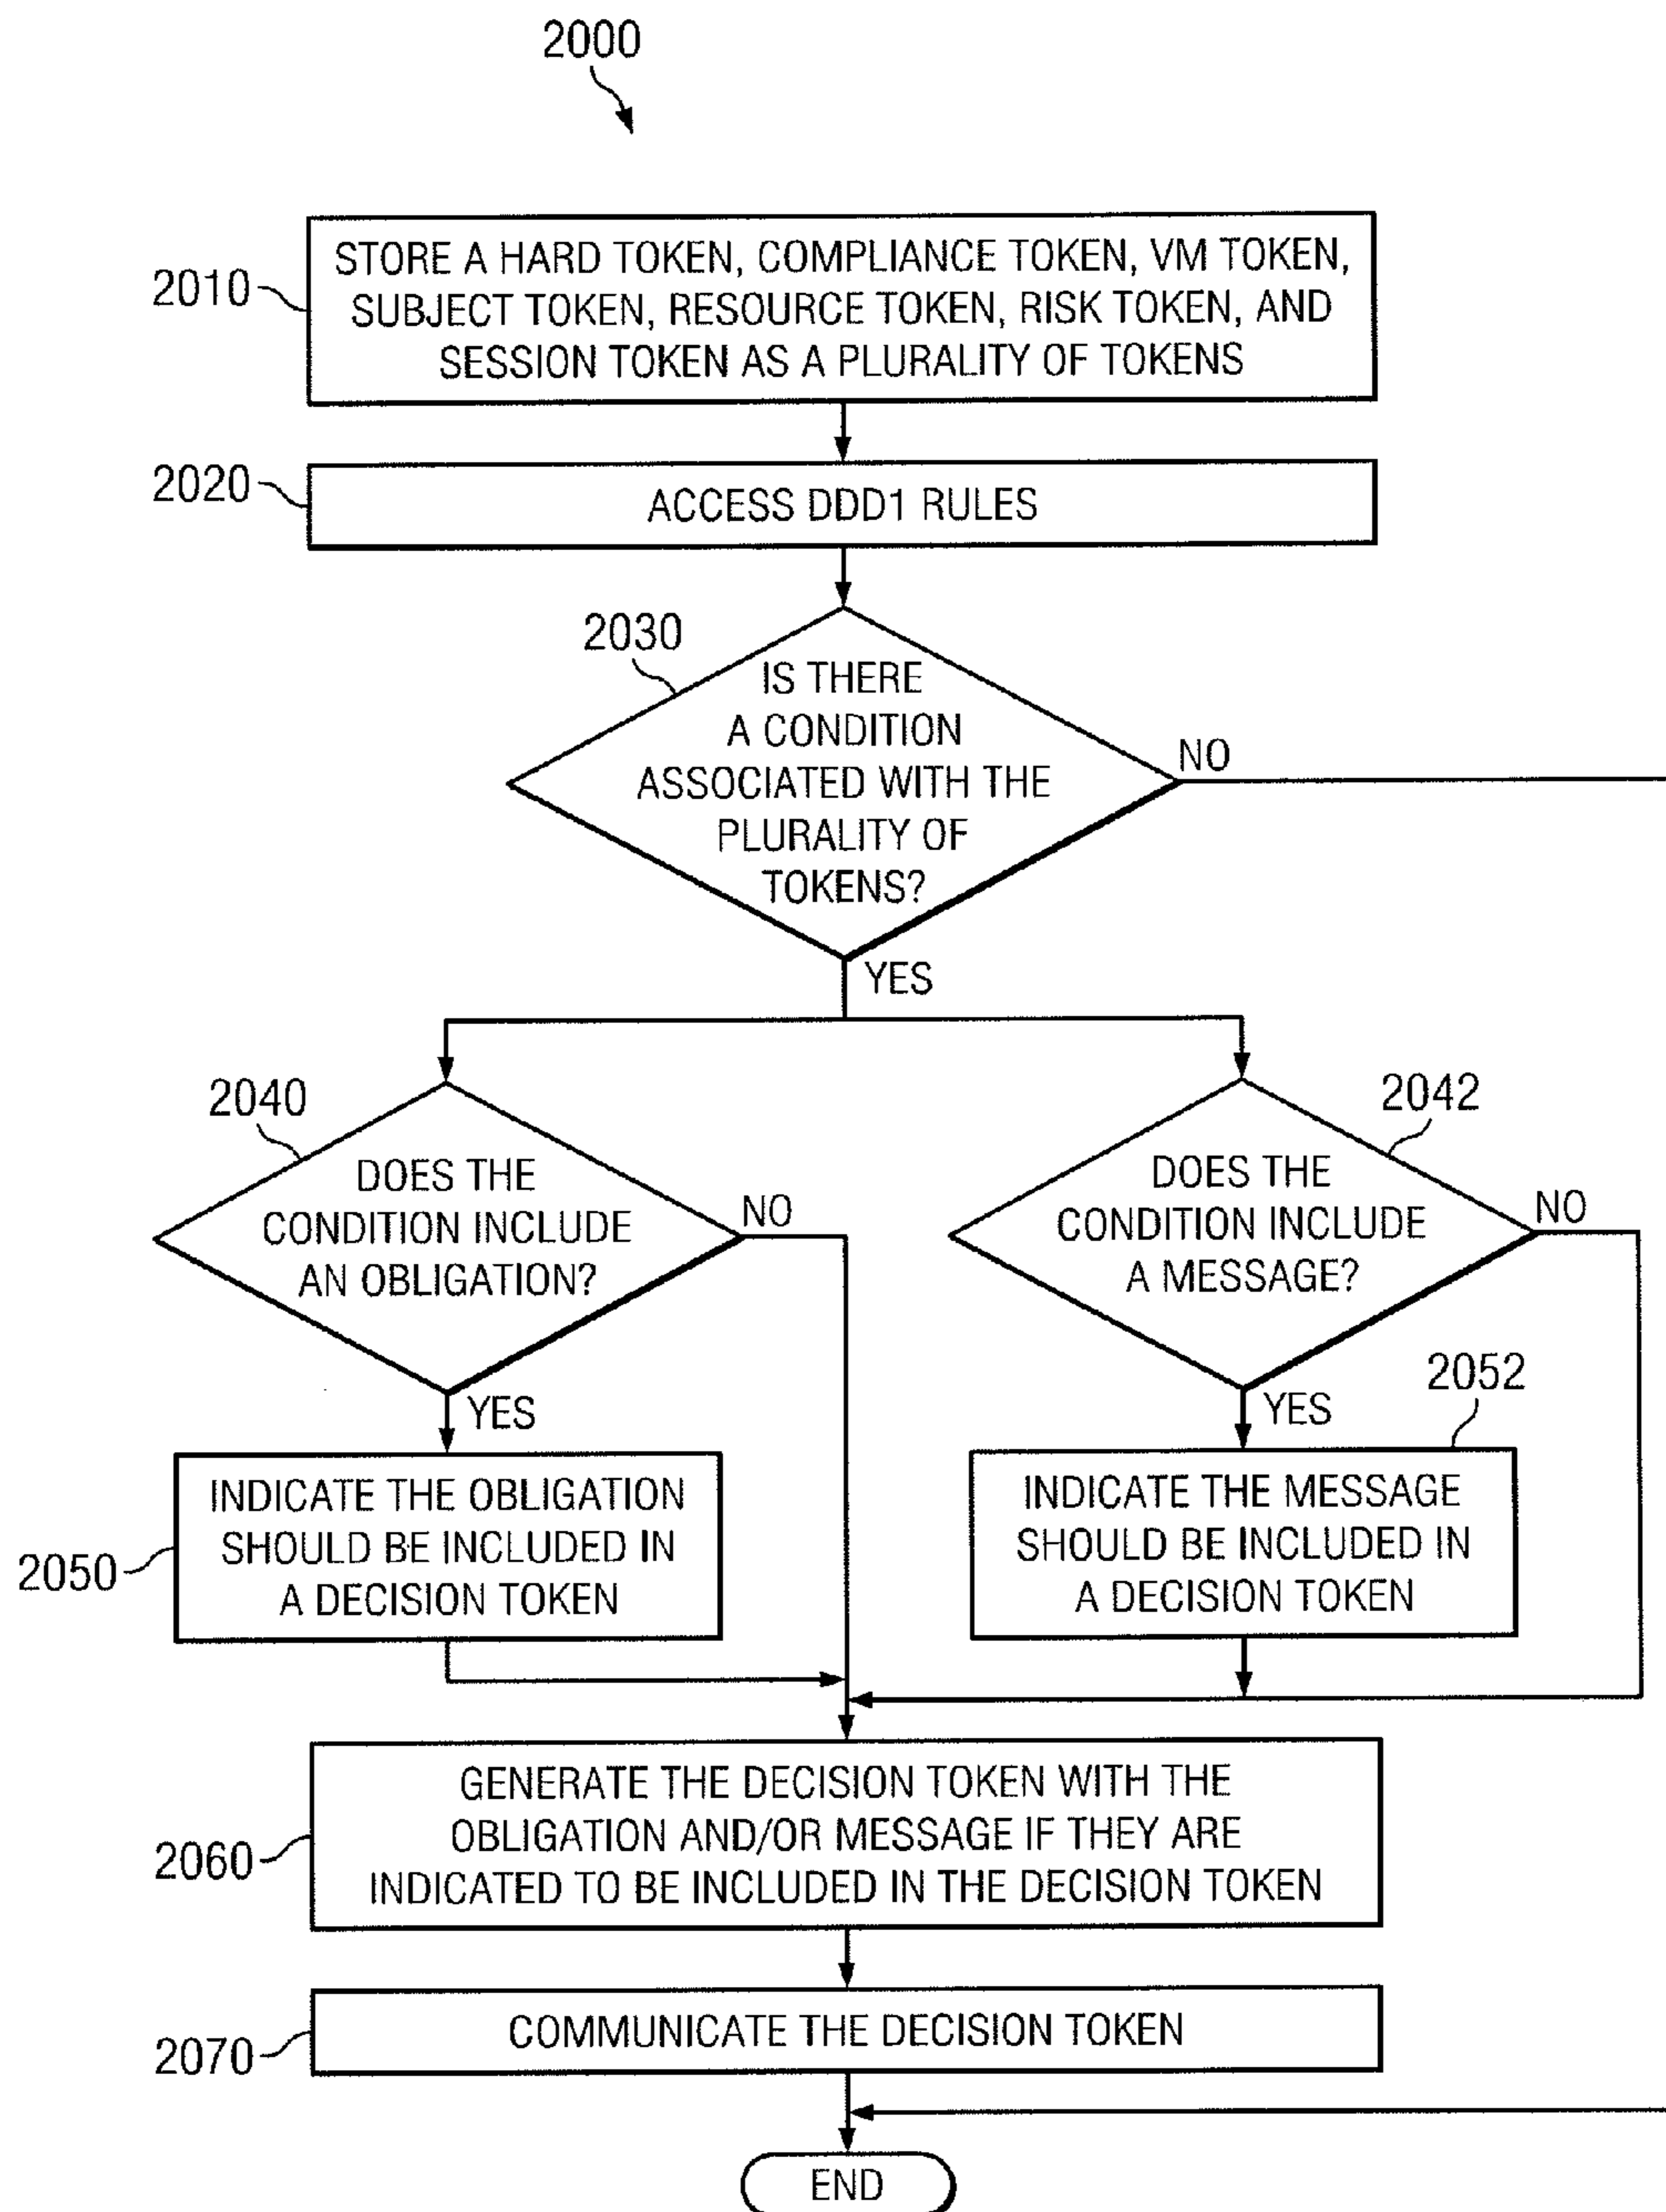 2000
2010
STORE A HARD TOKEN, COMPLIANCE TOKEN, VM TOKEN,
SUBJECT TOKEN, RESOURCE TOKEN, RISK TOKEN, AND
SESSION TOKEN AS A PLURALITY OF TOKENS
2020
ACCESS DDD1 RULES
2030
IS THERE
A CONDITION
ASSOCIATED WITH THE
PLURALITY OF
TOKENS?
NO
YES
2040
DOES THE
CONDITION INCLUDE
AN OBLIGATION?
NO
YES
2042
DOES THE
CONDITION INCLUDE
A MESSAGE?
NO
YES
2050
INDICATE THE OBLIGATION
SHOULD BE INCLUDED IN
A DECISION TOKEN
2052
INDICATE THE MESSAGE
SHOULD BE INCLUDED IN
A DECISION TOKEN
2060
GENERATE THE DECISION TOKEN WITH THE
OBLIGATION AND/OR MESSAGE IF THEY ARE
INDICATED TO BE INCLUDED IN THE DECISION TOKEN
2070
COMMUNICATE THE DECISION TOKEN
END